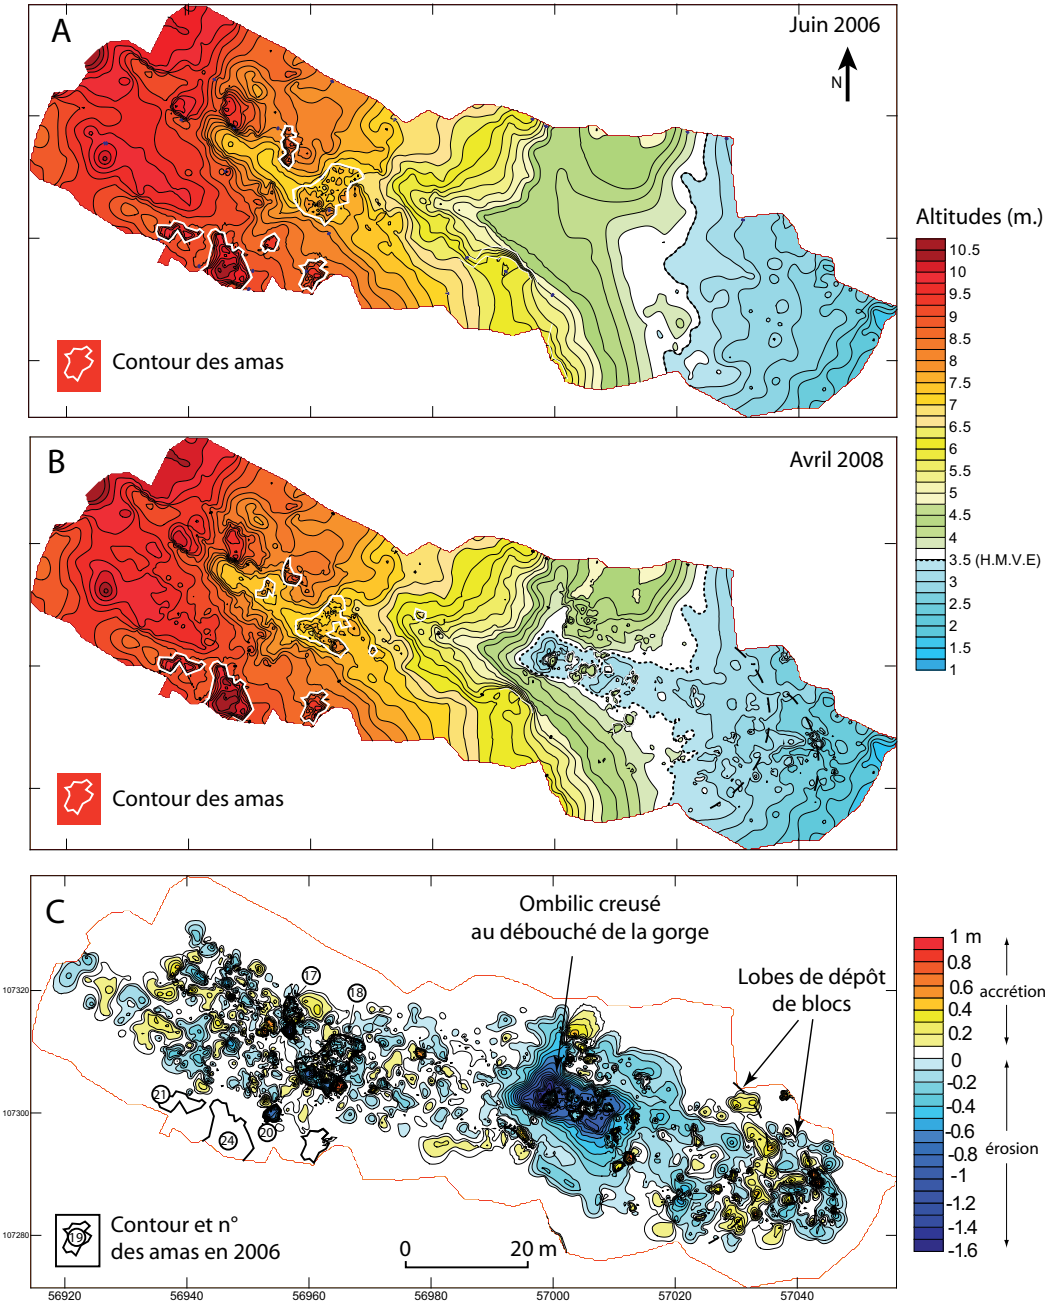 A
Juin 2006
N
Contour des amas
Altitudes (m.)
10.5
10
9.5
9
8.5
8
7.5
7
6.5
6
5.5
5
4.5
4
3.5 (H.M.V.E)
3
2.5
2
1.5
1
B
Avril 2008
Contour des amas
C
Ombilic creusé
au débouché de la gorge
Lobes de dépôt
de blocs
17
18
21
24
20
107320
107300
107280
19
Contour et n°
des amas en 2006
0 20 m
1 m
0.8
0.6
0.4
0.2
0
-0.2
-0.4
-0.6
-0.8
-1
-1.2
-1.4
-1.6
accrétion
érosion
56920 56940 56960 56980 57000 57020 57040